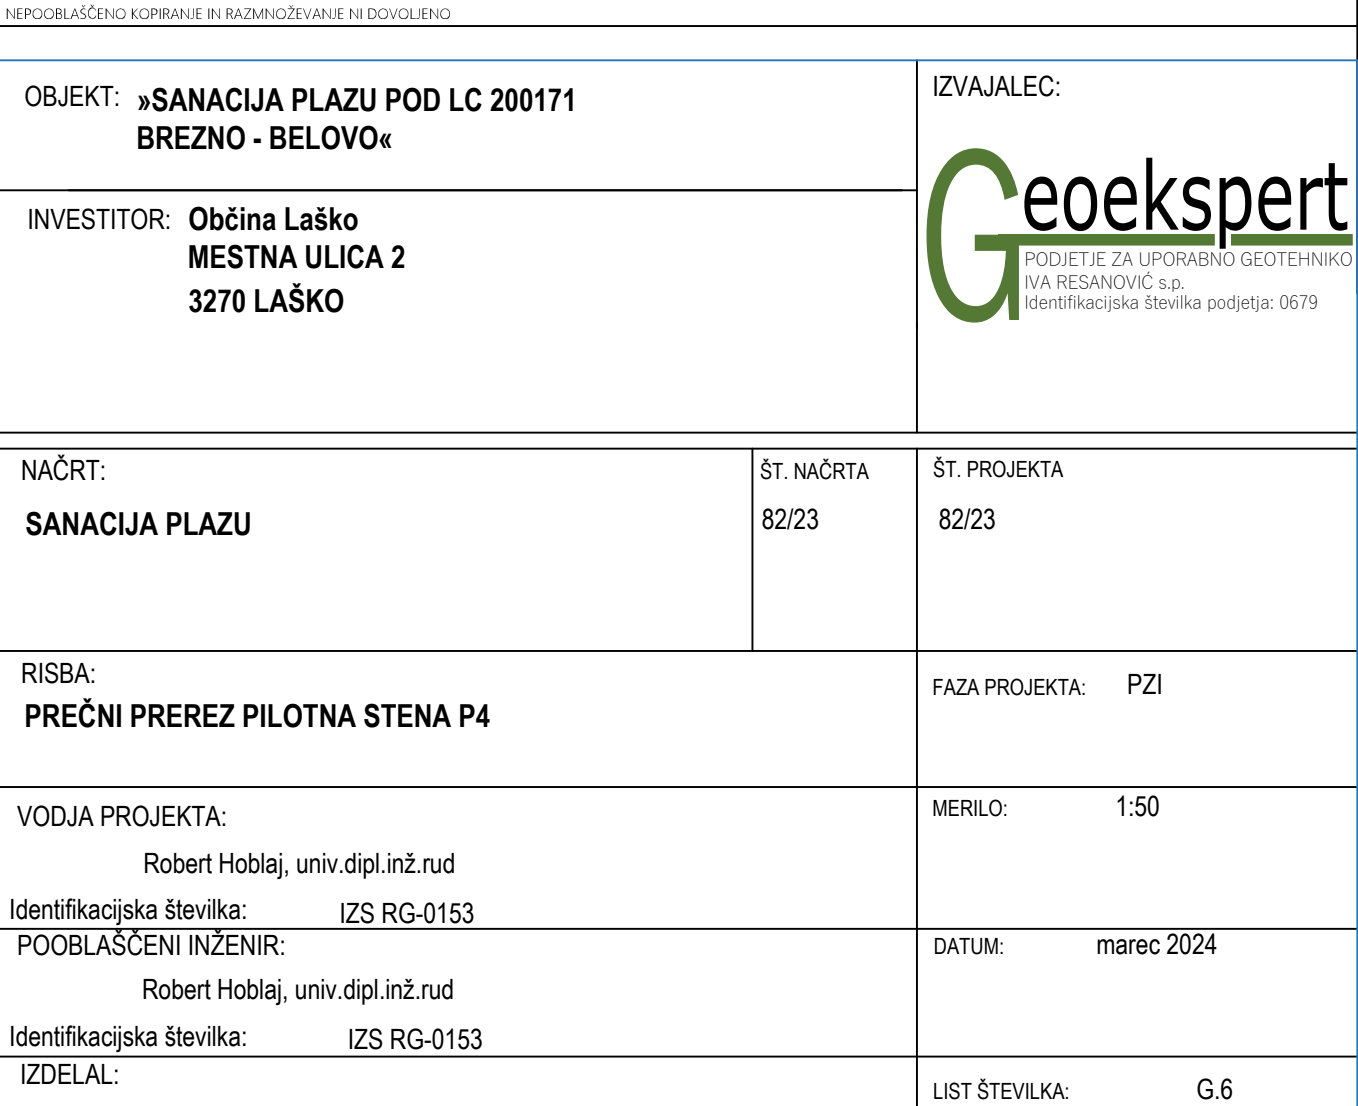 NEPOOBLAŠČENO KOPIRANJE IN RAZMNOŽEVANJE NI DOVOLJENO
OBJEKT: »SANACIJA PLAZU POD LC 200171
BREZNO - BELOVO«
IZVAJALEC:
Geoekspert
PODJETJE ZA UPORABNO GEOTEHNIKO
IVA RESANOVIĆ s.p.
Identifikacijska številka podjetja: 0679
INVESTITOR: Občina Laško
MESTNA ULICA 2
3270 LAŠKO
NAČRT:
SANACIJA PLAZU
ŠT. NAČRTA
82/23
ŠT. PROJEKTA
82/23
RISBA:
PREČNI PREREZ PILOTNA STENA P4
FAZA PROJEKTA: PZI
VODJA PROJEKTA:
Robert Hoblaj, univ.dipl.inž.rud
Identifikacijska številka: IZS RG-0153
MERILO: 1:50
POOBLAŠČENI INŽENIR:
Robert Hoblaj, univ.dipl.inž.rud
Identifikacijska številka: IZS RG-0153
DATUM: marec 2024
IZDELAL:
LIST ŠTEVILKA: G.6